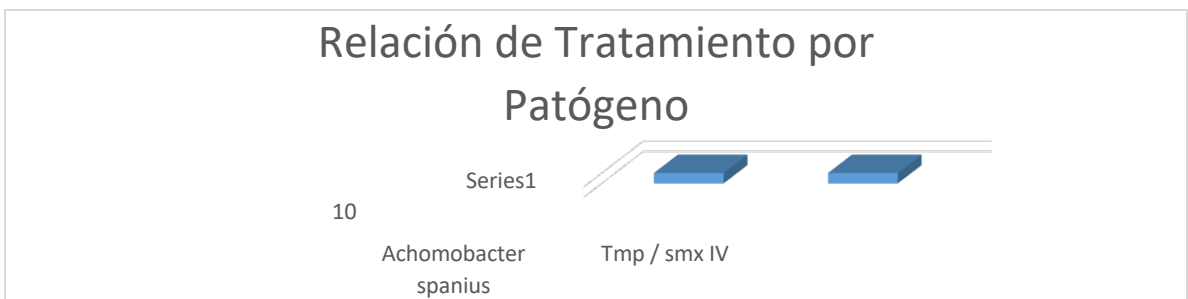 Relación de Tratamiento por
Patógeno
Series1
10
Achomobacter
spanius
Tmp / smx IV